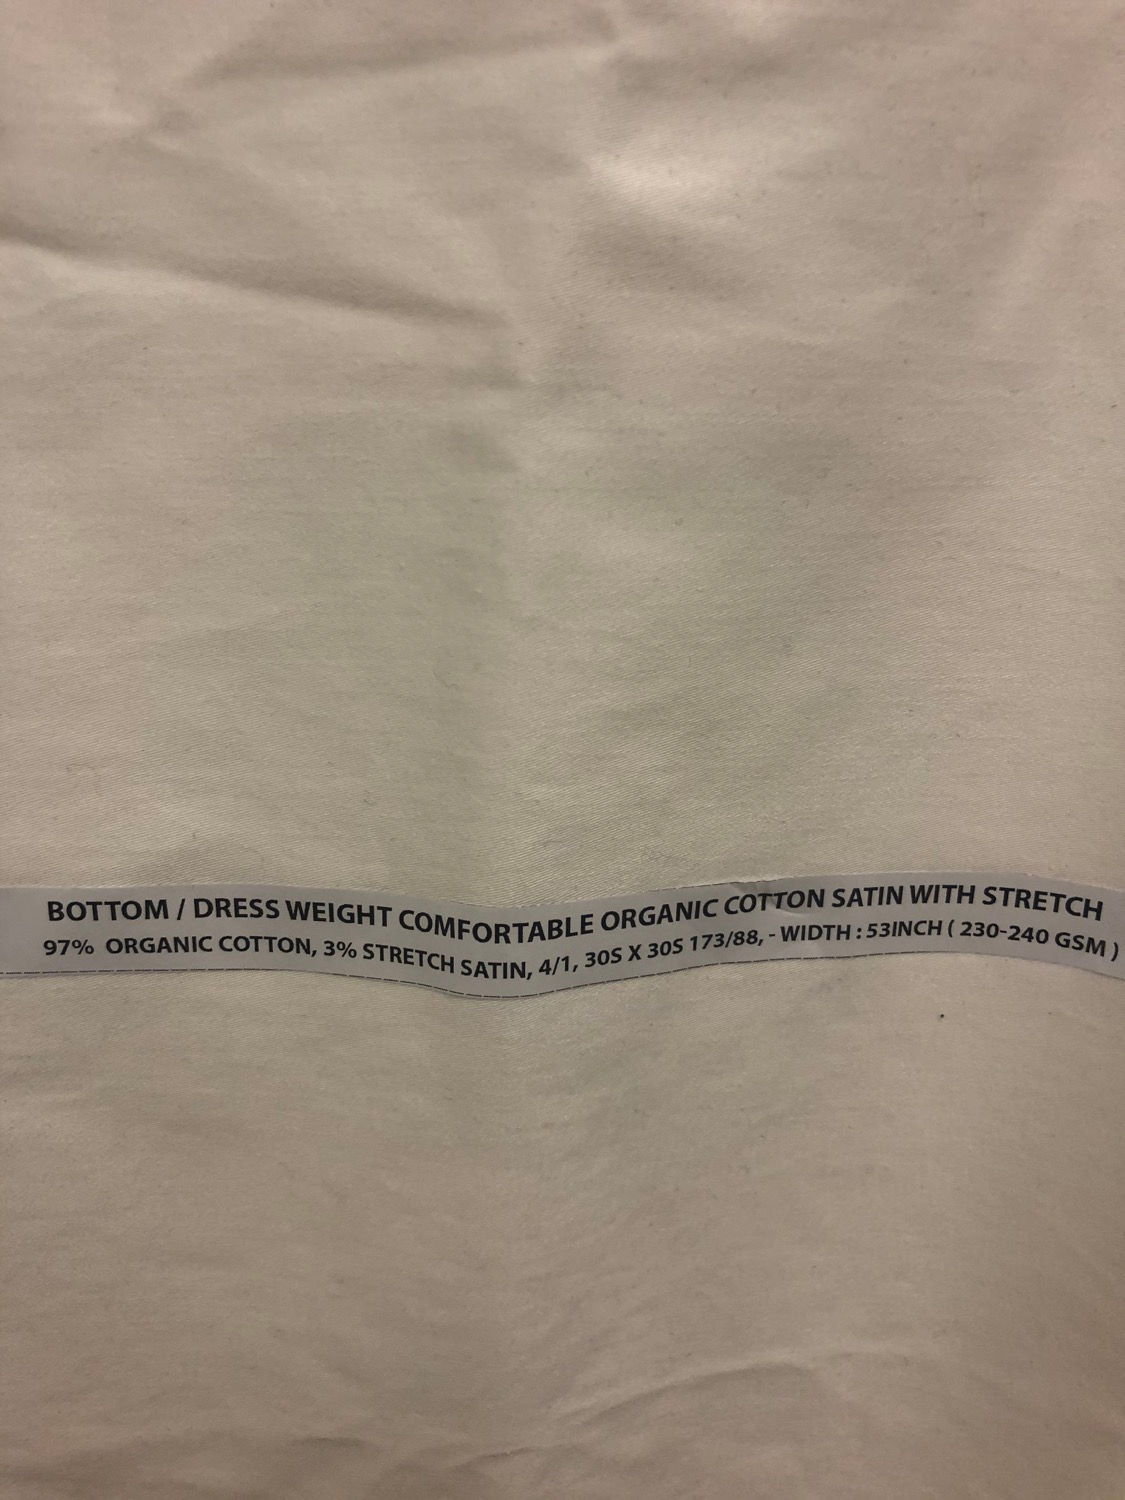 BOTTOM / DRESS WEIGHT COMFORTABLE ORGANIC COTTON SATIN WITH STRETCH
97% ORGANIC COTTON, 3% STRETCH SATIN, 4/1, 30S X 30S 173/88, - WIDTH : 53INCH ( 230-240 GSM )